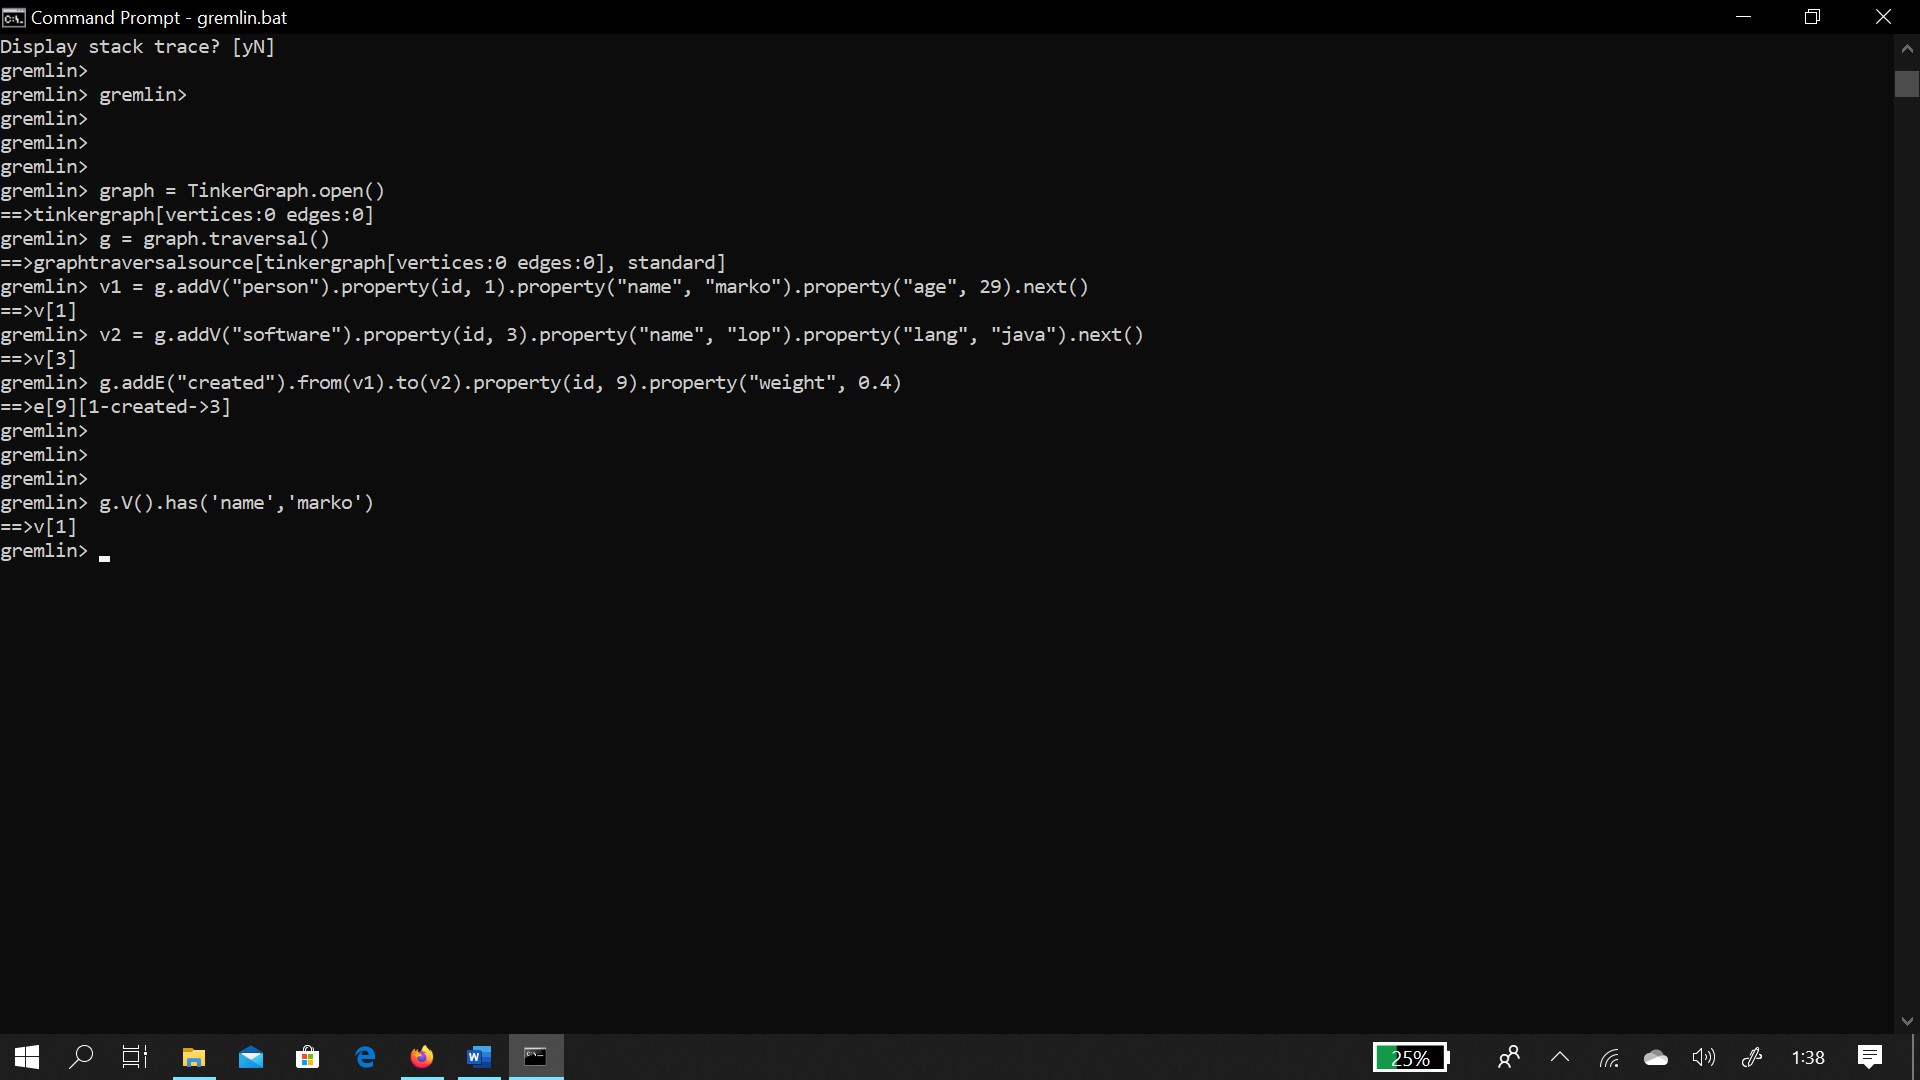 Command Prompt - gremlin.bat
Display stack trace? [yN]
gremlin>
gremlin> gremlin>
gremlin>
gremlin>
gremlin>
gremlin> graph = TinkerGraph.open()
==>tinkergraph[vertices:0 edges:0]
gremlin> g = graph.traversal()
==>graphtraversalsource[tinkergraph[vertices:0 edges:0], standard]
gremlin> v1 = g.addV("person").property(id, 1).property("name", "marko").property("age", 29).next()
==>v[1]
gremlin> v2 = g.addV("software").property(id, 3).property("name", "lop").property("lang", "java").next()
==>v[3]
gremlin> g.addE("created").from(v1).to(v2).property(id, 9).property("weight", 0.4)
==>e[9][1-created->3]
gremlin>
gremlin>
gremlin>
gremlin> g.V().has('name','marko')
==>v[1]
gremlin>
25%
1:38